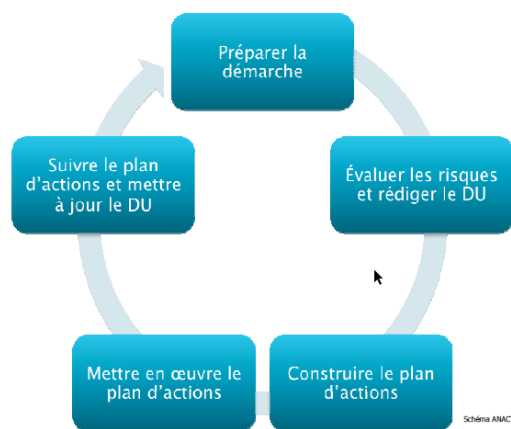 Préparer la
démarche
Évaluer les risques
et rédiger le DU
Construire le plan
d'actions
Mettre en œuvre le
plan d'actions
Suivre le plan
d'actions et mettre
à jour le DU
Schéma ANAC